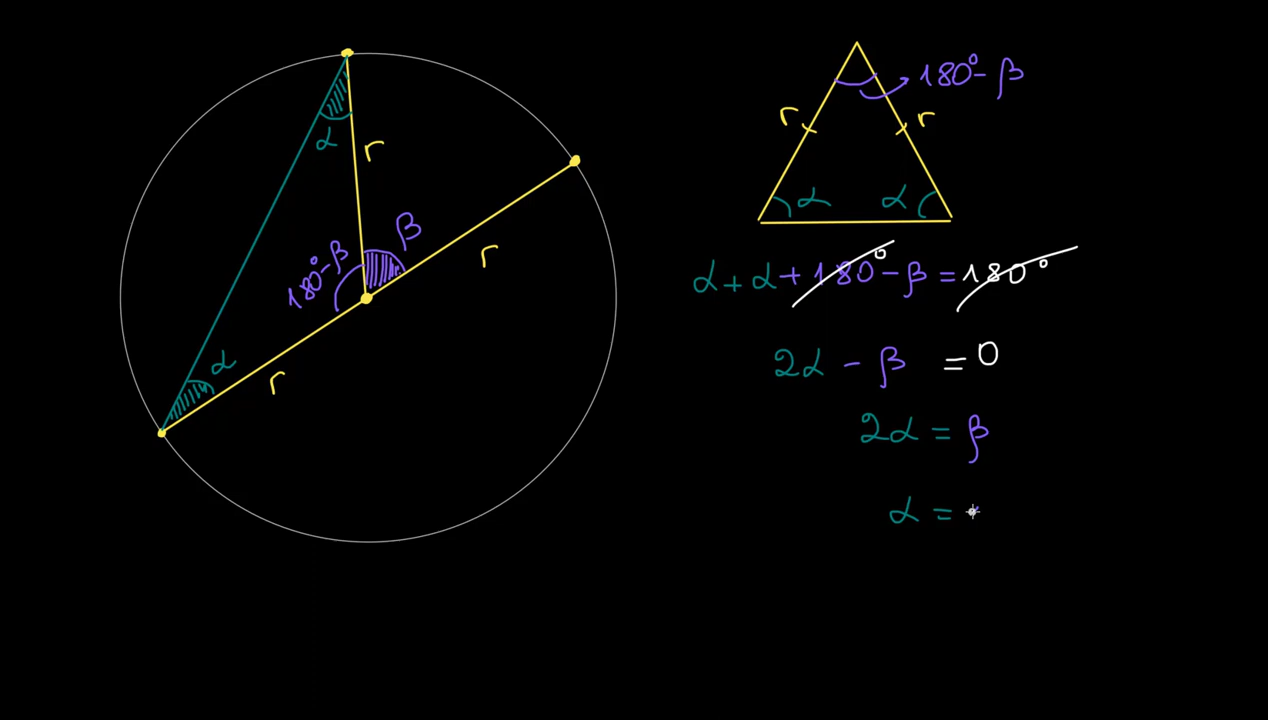 α
r
β
r
180°-β
α
r
180°-β
r
r
α
α
α + α + 180° - β = 180°
2α - β = 0
2α = β
α =